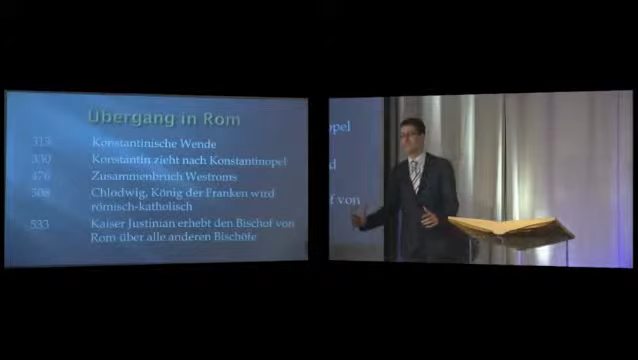 Übergang in Rom
313 Konstantinische Wende
330 Konstantin zieht nach Konstantinopel
476 Zusammenbruch Westroms
508 Chlodwig, König der Franken wird
römisch-katholisch
533 Kaiser Justinian erhebt den Bischof von
Rom über alle anderen Bischöfe
opel
d
of von